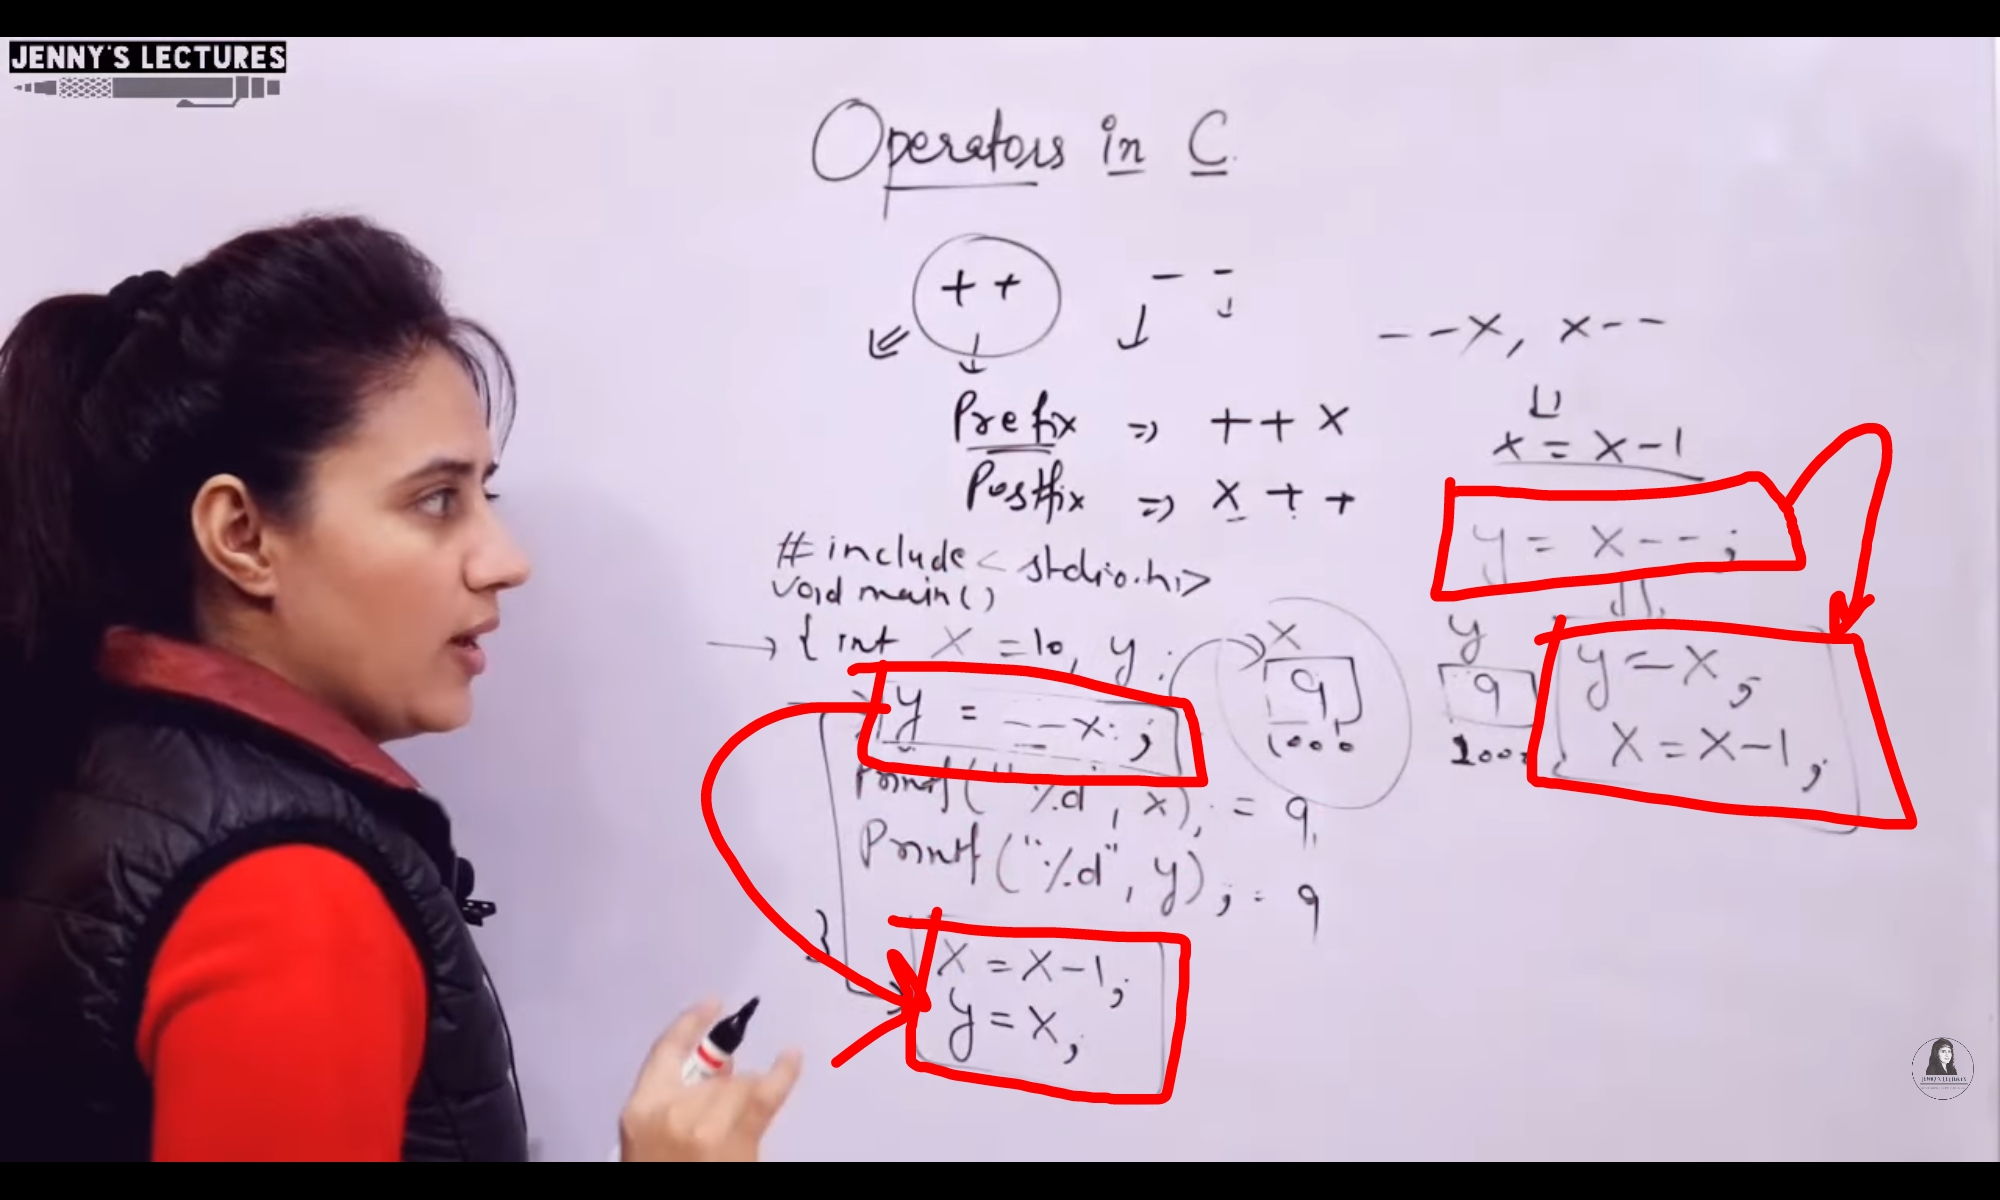 JENNY'S LECTURES
Operators in C
++ --
--x, x--
Prefix => ++x
x = x-1
Postfix => x++
y = x--;
#include<stdio.h>
void main()
{ int x = 10, y;
x
9
1000
y
9
y = x;
x = x-1;
y = --x;
printf("%d", x); = 9
printf("%d", y); = 9
}
x = x-1;
y = x;